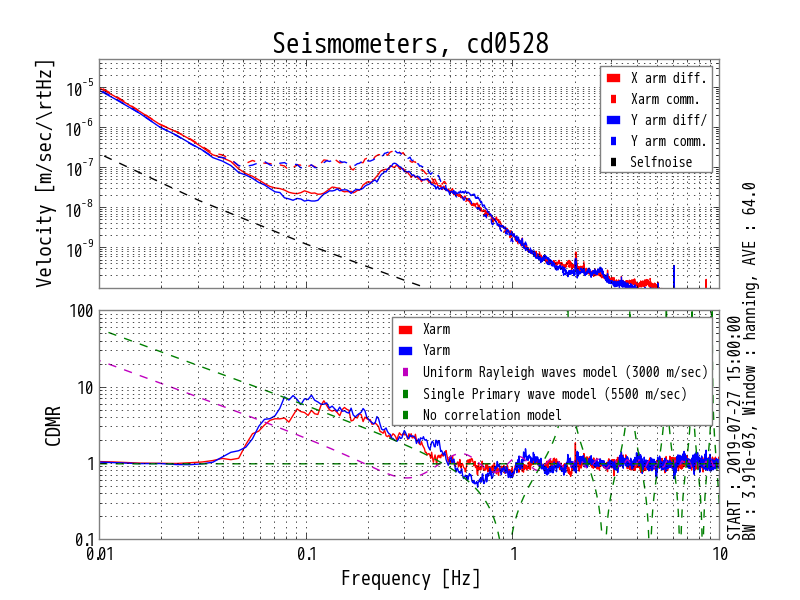 Seismometers, cd0528
Velocity [m/sec/\rtHz]
10^-5
10^-6
10^-7
10^-8
10^-9
X arm diff.
Xarm comm.
Y arm diff/
Y arm comm.
Selfnoise
CDMR
100
10
1
0.1
Xarm
Yarm
Uniform Rayleigh waves model (3000 m/sec)
Single Primary wave model (5500 m/sec)
No correlation model
0.01
0.1
1
10
Frequency [Hz]
START : 2019-07-27 15:00:00
BW : 3.91e-03, Window : hanning, AVE : 64.0